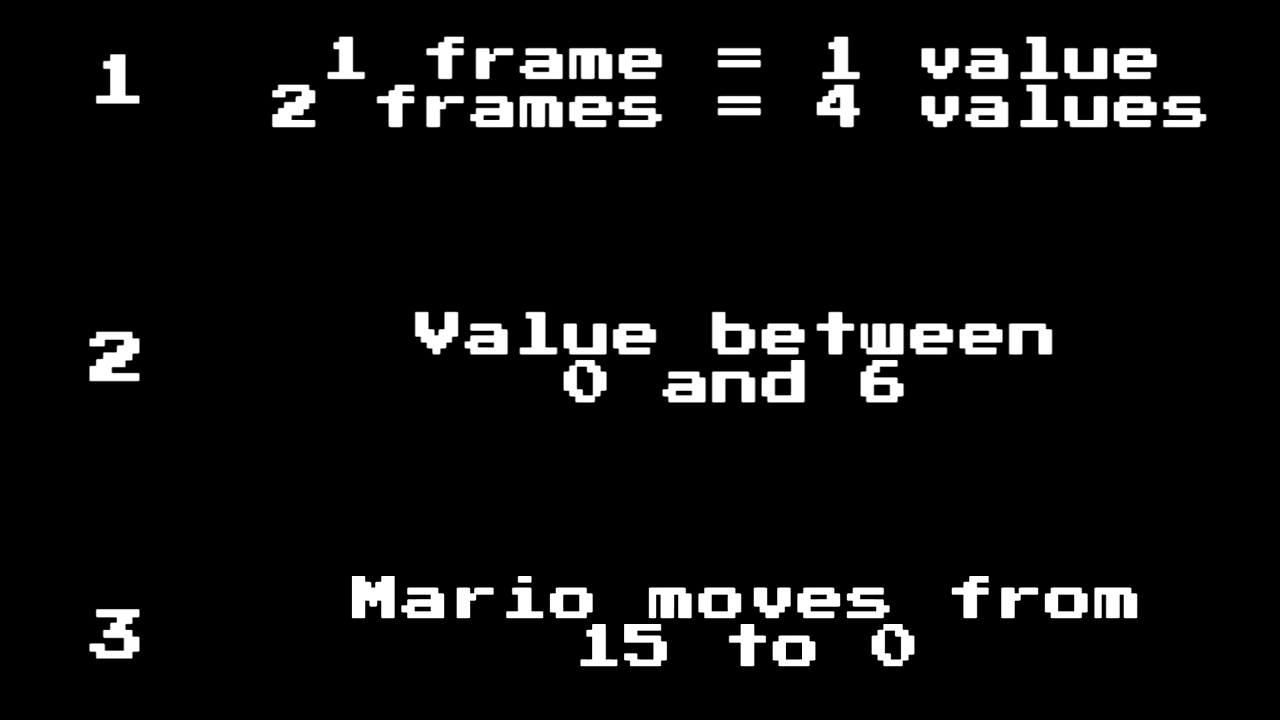 1
1 frame = 1 value
2 frames = 4 values
2
Value between
0 and 6
3
Mario moves from
15 to 0